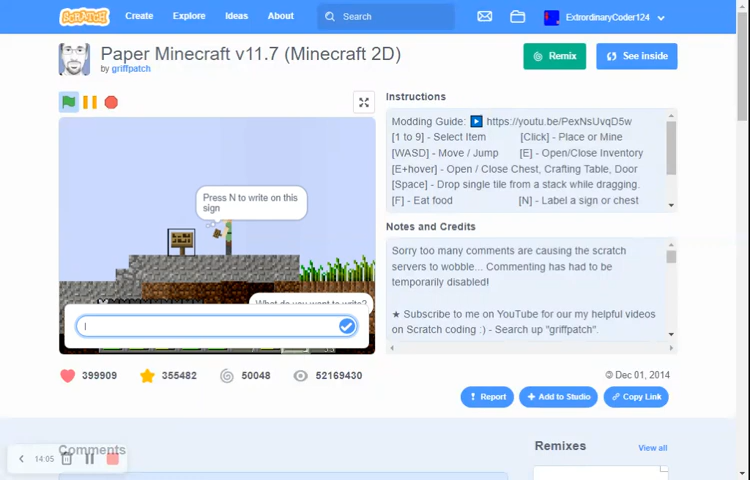 SCRATCH
Create
Explore
Ideas
About
Search
ExtrordinaryCoder124
Paper Minecraft v11.7 (Minecraft 2D)
by griffpatch
Remix
See inside
Instructions
Modding Guide: ▶ https://youtu.be/PexNsUvqD5w
[1 to 9] - Select Item [Click] - Place or Mine
[WASD] - Move / Jump [E] - Open/Close Inventory
[E+hover] - Open / Close Chest, Crafting Table, Door
[Space] - Drop single tile from a stack while dragging.
[F] - Eat food [N] - Label a sign or chest
Press N to write on this
sign
What do you want to write?
Notes and Credits
Sorry too many comments are causing the scratch
servers to wobble... Commenting has had to be
temporarily disabled!
★ Subscribe to me on YouTube for our my helpful videos
on Scratch coding :) - Search up "griffpatch".
399909
355482
50048
52169430
© Dec 01, 2014
Report
Add to Studio
Copy Link
Comments
14:05
Remixes
View all